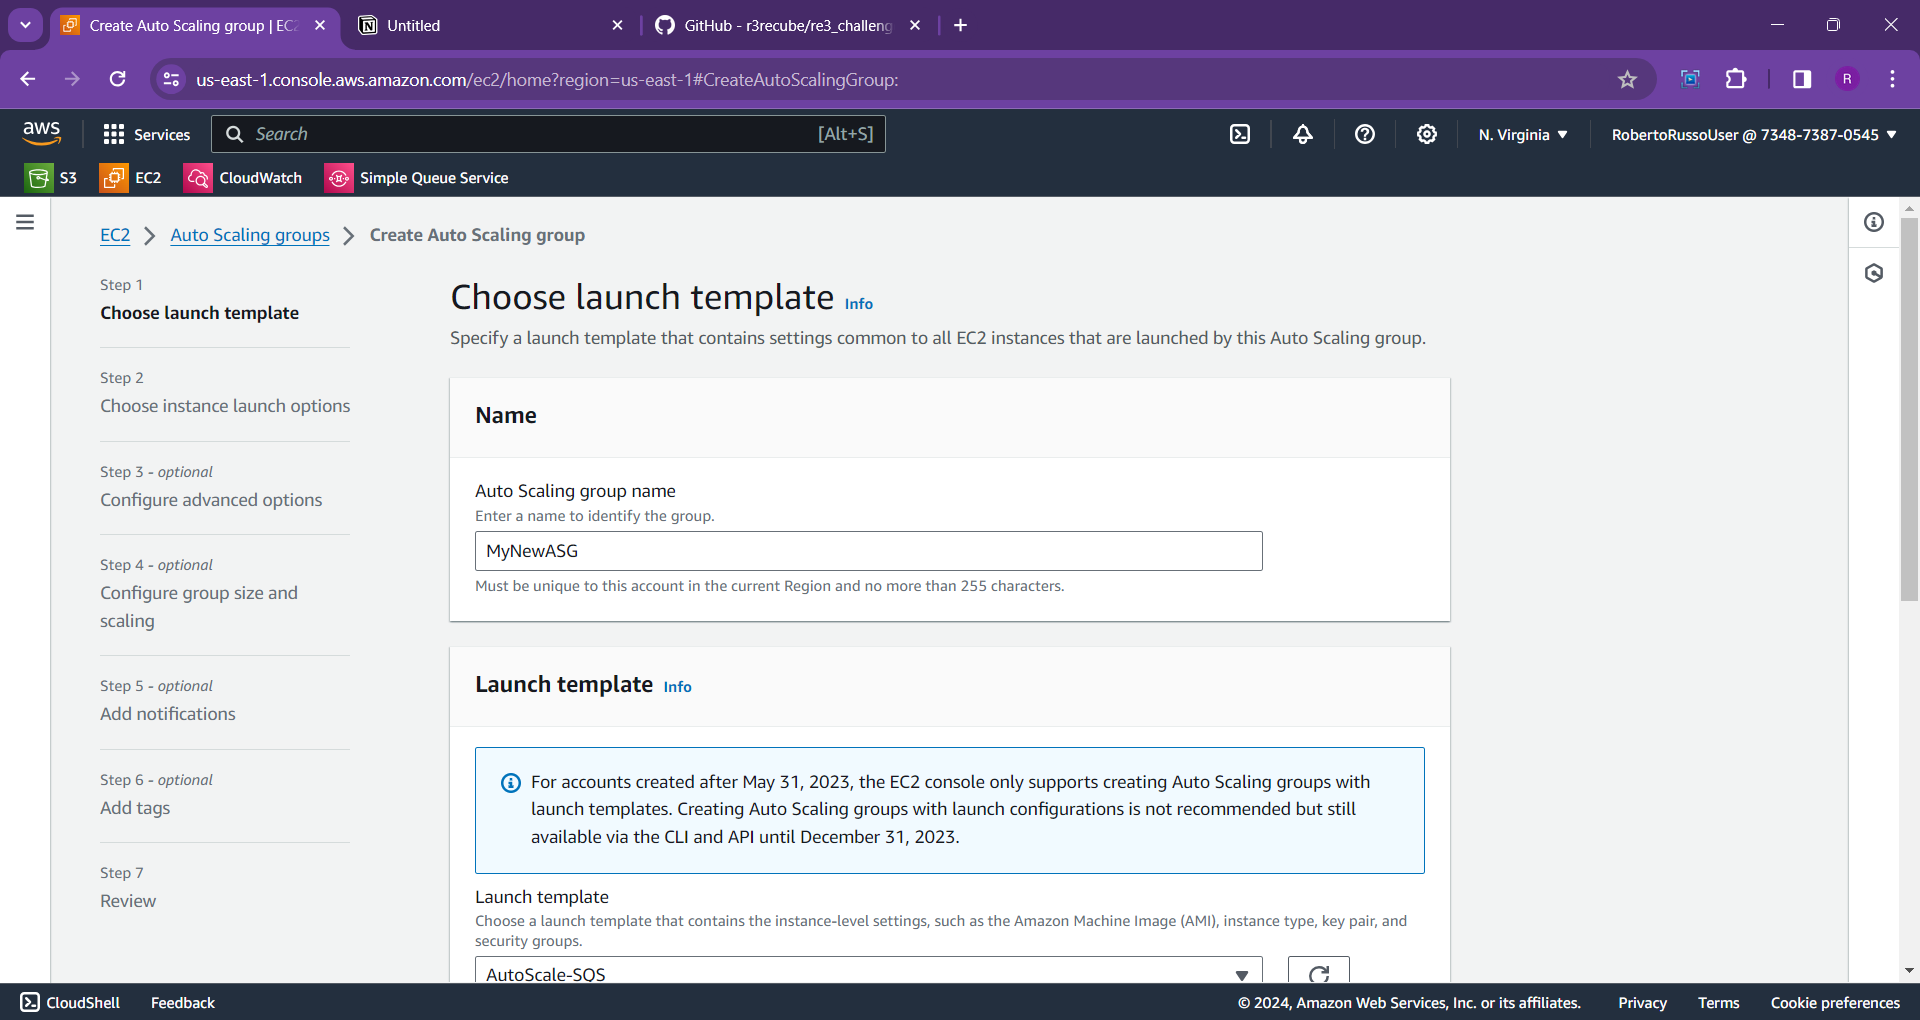 Create Auto Scaling group | EC2
Untitled
GitHub - r3recube/re3_challeng
us-east-1.console.aws.amazon.com/ec2/home?region=us-east-1#CreateAutoScalingGroup:
R
aws
Services
Search
[Alt+S]
N. Virginia
RobertoRussoUser @ 7348-7387-0545
S3
EC2
CloudWatch
Simple Queue Service
EC2
Auto Scaling groups
Create Auto Scaling group
Step 1
Choose launch template
Step 2
Choose instance launch options
Step 3 - optional
Configure advanced options
Step 4 - optional
Configure group size and
scaling
Step 5 - optional
Add notifications
Step 6 - optional
Add tags
Step 7
Review
Choose launch template Info
Specify a launch template that contains settings common to all EC2 instances that are launched by this Auto Scaling group.
Name
Auto Scaling group name
Enter a name to identify the group.
MyNewASG
Must be unique to this account in the current Region and no more than 255 characters.
Launch template Info
For accounts created after May 31, 2023, the EC2 console only supports creating Auto Scaling groups with
launch templates. Creating Auto Scaling groups with launch configurations is not recommended but still
available via the CLI and API until December 31, 2023.
Launch template
Choose a launch template that contains the instance-level settings, such as the Amazon Machine Image (AMI), instance type, key pair, and
security groups.
AutoScale-SQS
CloudShell
Feedback
© 2024, Amazon Web Services, Inc. or its affiliates.
Privacy
Terms
Cookie preferences